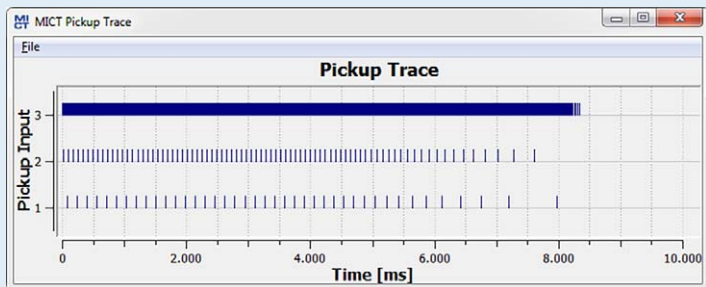 MICT Pickup Trace
File
Pickup Trace
Pickup Input
3
2
1
0 2.000 4.000 6.000 8.000 10.000
Time [ms]